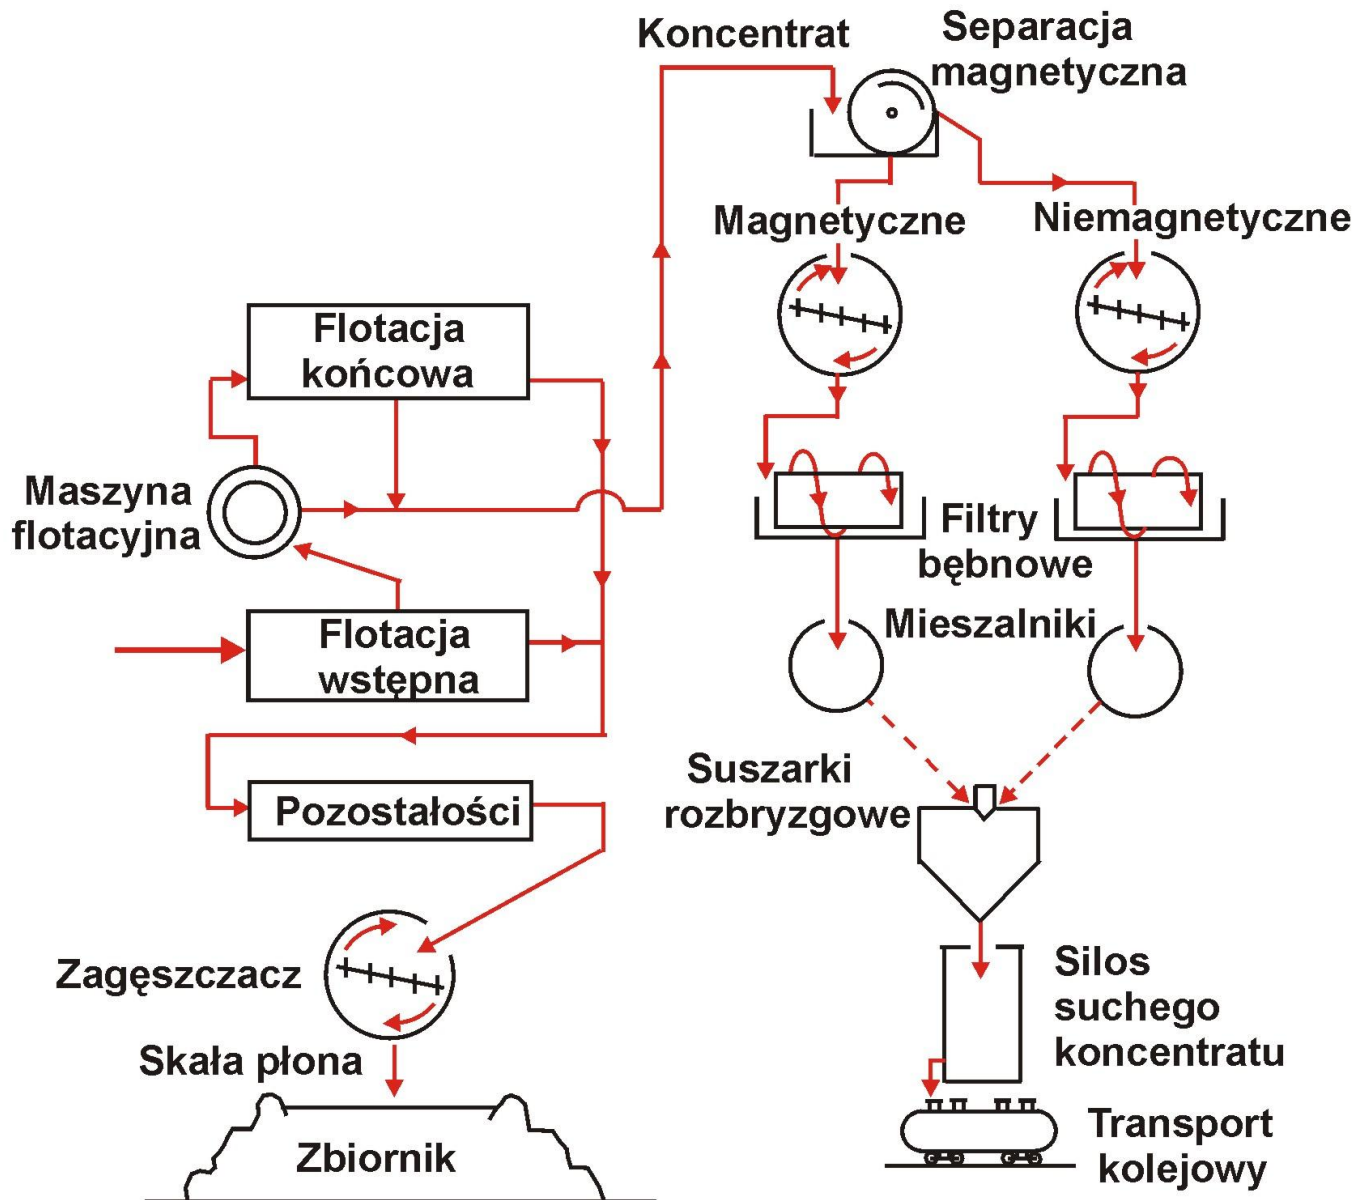 Koncentrat
Separacja
magnetyczna
Magnetyczne
Niemagnetyczne
Flotacja
końcowa
Maszyna
flotacyjna
Filtry
bębnowe
Flotacja
wstępna
Mieszalniki
Pozostałości
Suszarki
rozbryzgowe
Zagęszczacz
Silos
suchego
koncentratu
Skała płona
Zbiornik
Transport
kolejowy